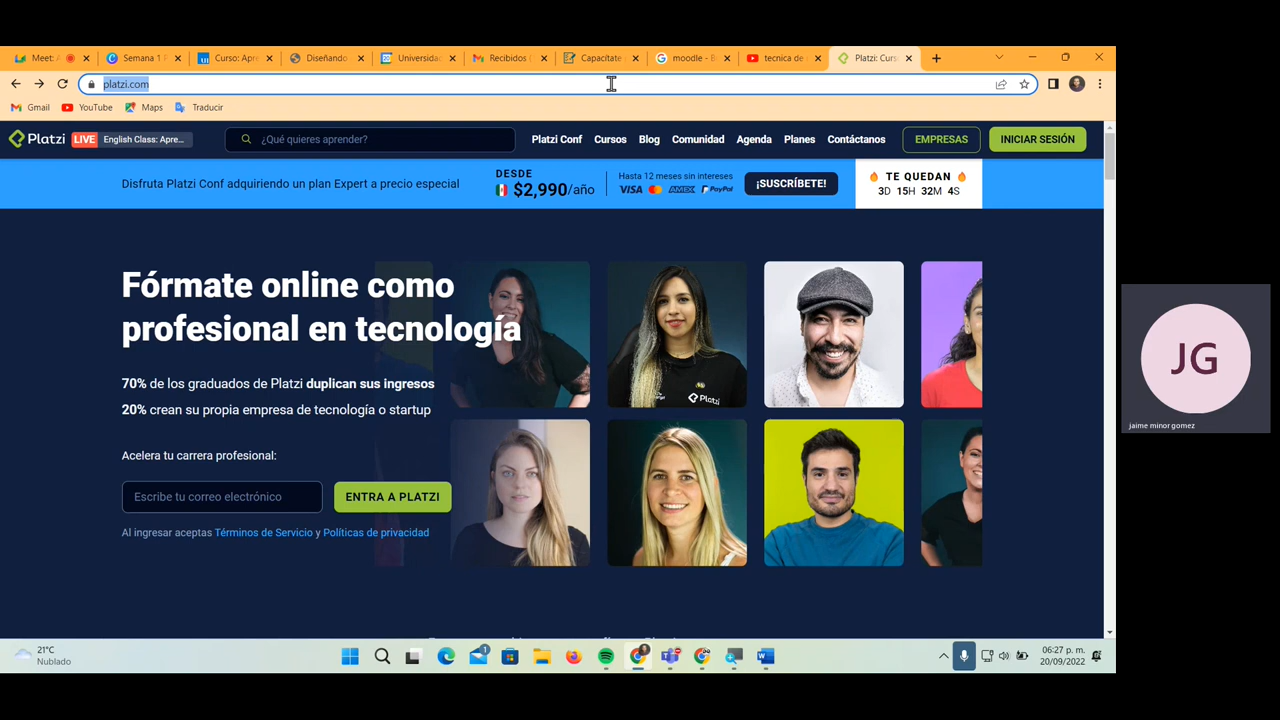 Meet:
Semana 1
Curso: Apre
Diseñando
Universidad
Recibidos
Capacítate
moodle - B
tecnica de
Platzi: Curs
platzi.com
Gmail
YouTube
Maps
Traducir
Platzi
LIVE
English Class: Apre...
¿Qué quieres aprender?
Platzi Conf
Cursos
Blog
Comunidad
Agenda
Planes
Contáctanos
EMPRESAS
INICIAR SESIÓN
Disfruta Platzi Conf adquiriendo un plan Expert a precio especial
DESDE
$2,990/año
Hasta 12 meses sin intereses
VISA
AMEX
PayPal
¡SUSCRÍBETE!
TE QUEDAN
3D 15H 32M 4S
Fórmate online como
profesional en tecnología
70% de los graduados de Platzi duplican sus ingresos
20% crean su propia empresa de tecnología o startup
Acelera tu carrera profesional:
Escribe tu correo electrónico
ENTRA A PLATZI
Al ingresar aceptas Términos de Servicio y Políticas de privacidad
Platzi
JG
jaime minor gomez
21°C
Nublado
1
06:27 p. m.
20/09/2022